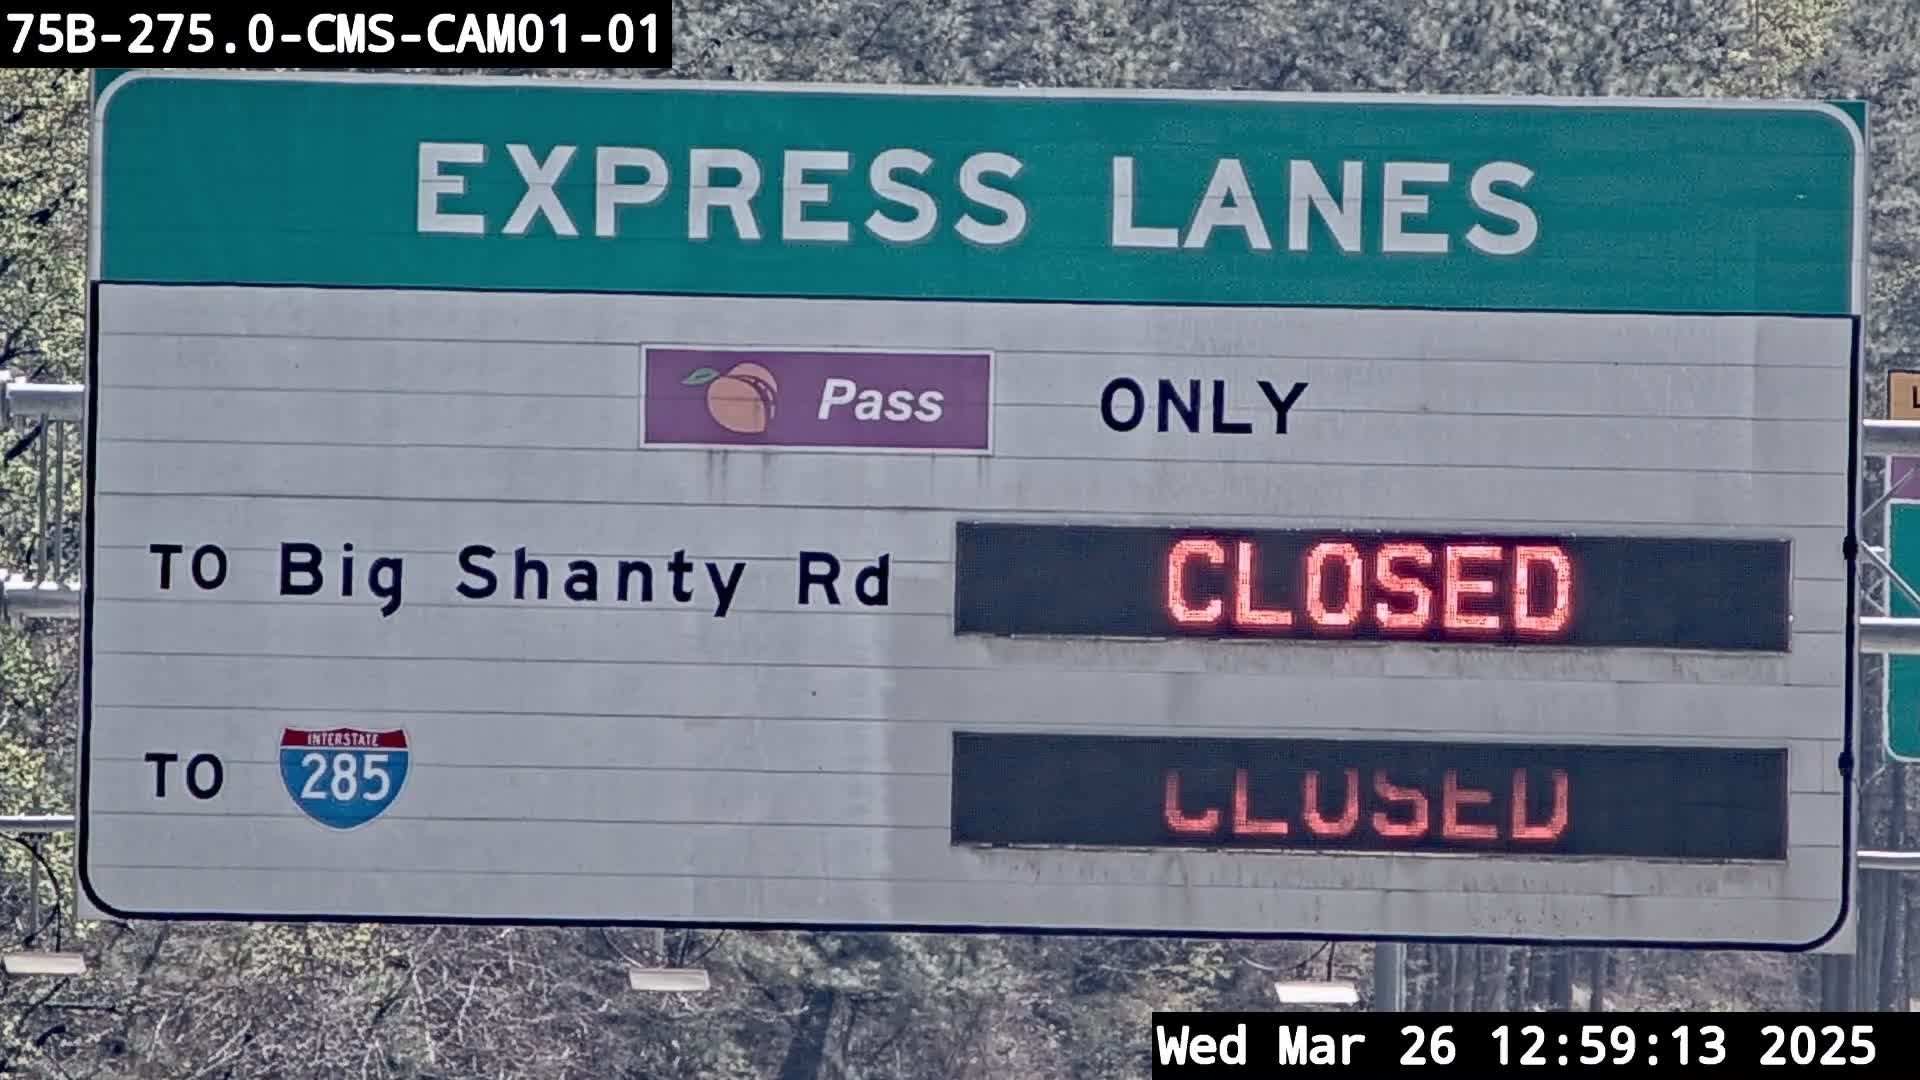 75B-275.0-CMS-CAM01-01
EXPRESS LANES
Pass ONLY
TO Big Shanty Rd CLOSED
INTERSTATE
TO 285 CLOSED
Wed Mar 26 12:59:13 2025